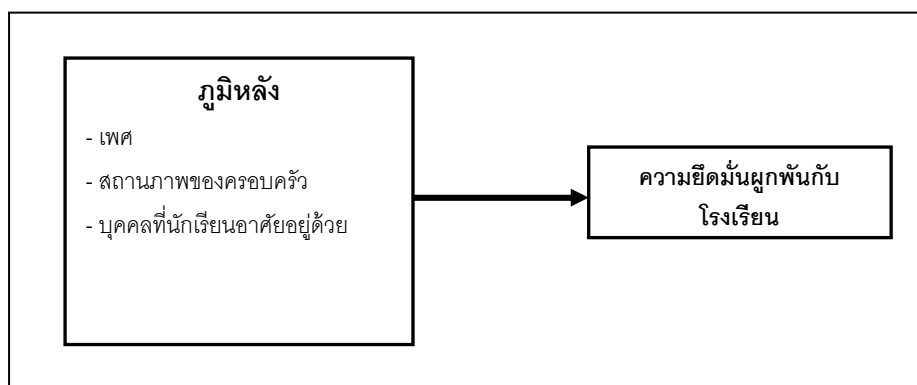 ภูมิหลัง
- เพศ
- สถานภาพของครอบครัว
- บุคคลที่นักเรียนอาศัยอยู่ด้วย
ความยึดมั่นผูกพันกับ
โรงเรียน